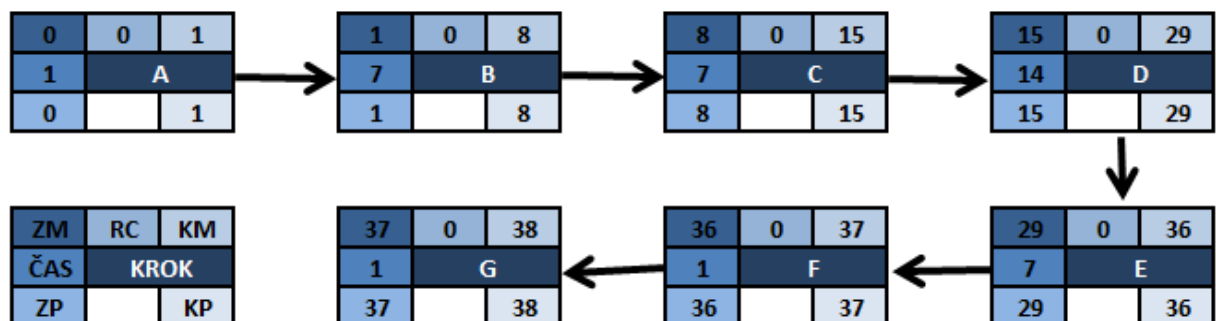 0 0 1
1 A
0 1
1 0 8
7 B
1 8
8 0 15
7 C
8 15
15 0 29
14 D
15 29
ZM RC KM
ČAS KROK
ZP KP
37 0 38
1 G
37 38
36 0 37
1 F
36 37
29 0 36
7 E
29 36